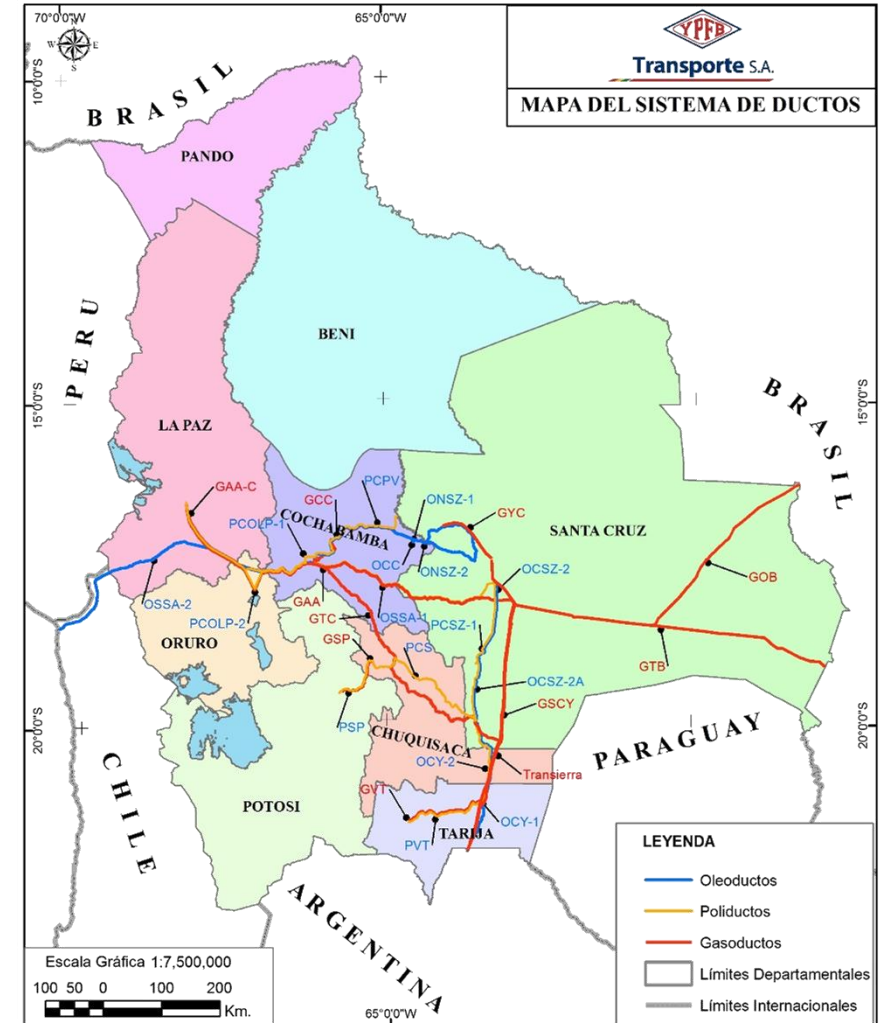 70°0'0"W
65°0'0"W
YPFB
Transporte S.A.
MAPA DEL SISTEMA DE DUCTOS
N
W
E
S
10°0'0"S
BRASIL
PANDO
PERU
BENI
15°0'0"S
15°0'0"S
BRASIL
LA PAZ
GAA-C
GCC
PCPV
ONSZ-1
GYC
PCOLP-1
COCHABAMBA
SANTA CRUZ
OCC
ONSZ-2
OCSZ-2
GOB
OSSA-2
PCOLP-2
GAA
GTC
OSSA-1
PCSZ-1
ORURO
GSP
PCS
GTB
OCSZ-2A
GSCY
PSP
20°0'0"S
20°0'0"S
CHUQUISACA
PARAGUAY
OCY-2
Transierra
CHILE
POTOSI
GVT
OCY-1
TARIJA
PVT
ARGENTINA
LEYENDA
Oleoductos
Poliductos
Gasoductos
Límites Departamentales
Límites Internacionales
Escala Gráfica 1:7,500,000
100 50 0 100 200
Km.
65°0'0"W